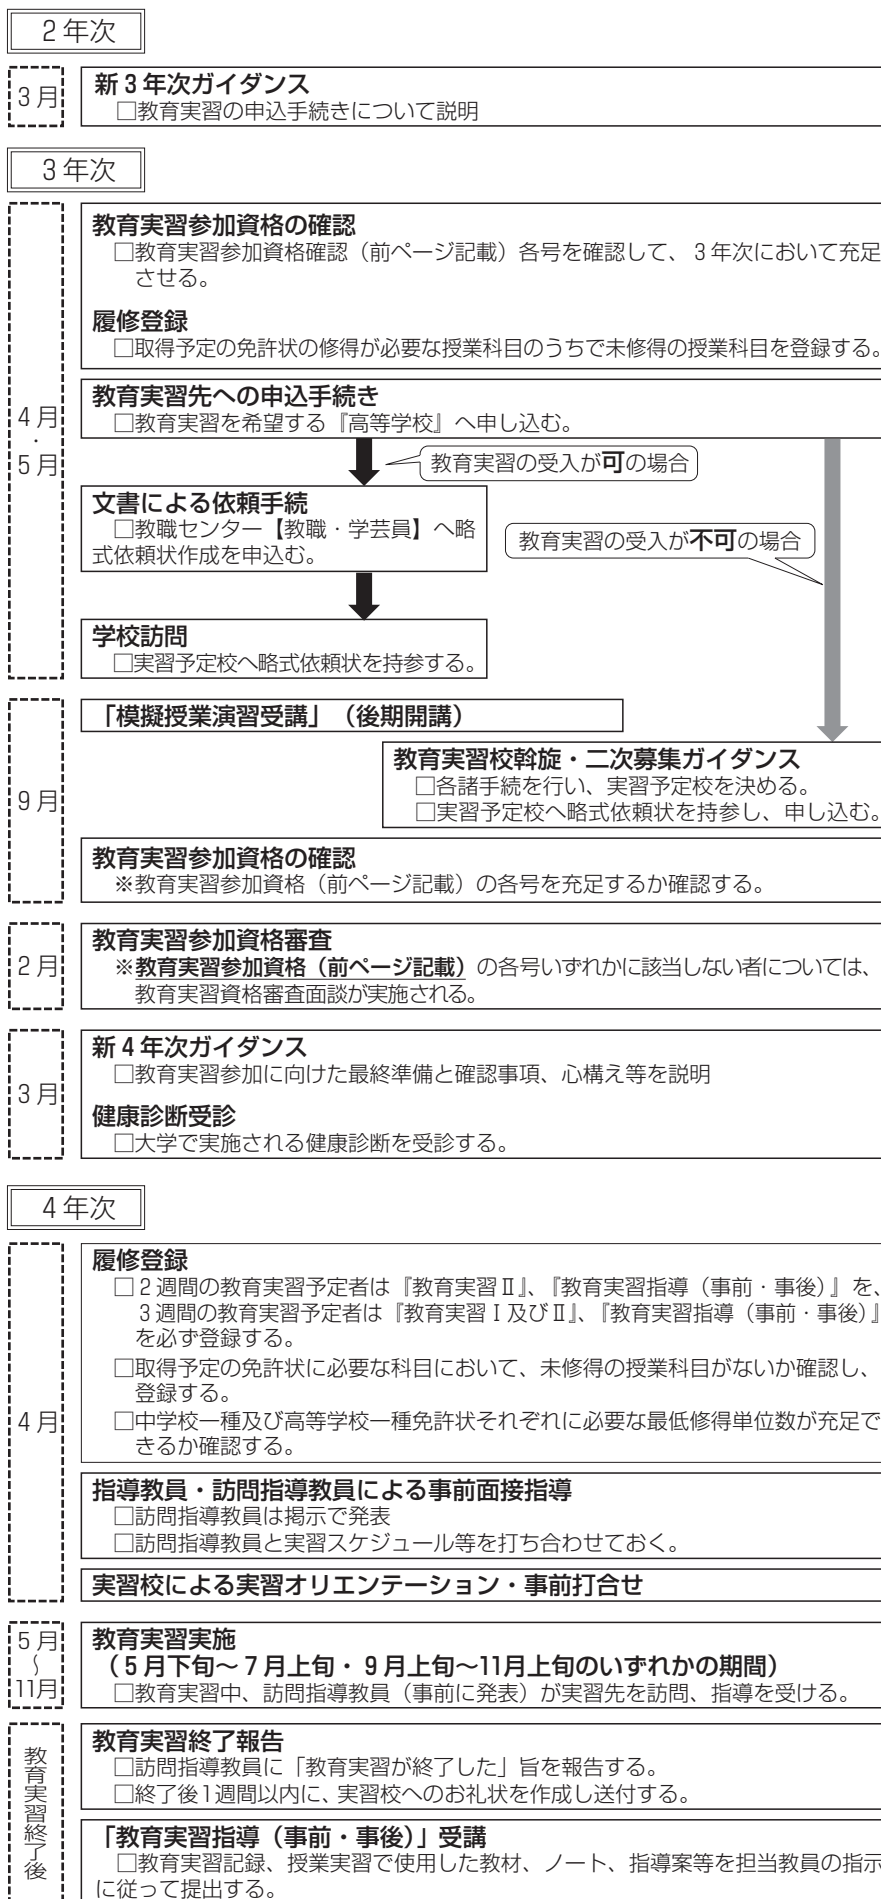 2年次
3月
新3年次ガイダンス
□教育実習の申込手続きについて説明
3年次
4月・5月
教育実習参加資格の確認
□教育実習参加資格確認（前ページ記載）各号を確認して、3年次において充足
させる。
履修登録
□取得予定の免許状の修得が必要な授業科目のうちで未修得の授業科目を登録する。
教育実習先への申込手続き
□教育実習を希望する『高等学校』へ申し込む。
教育実習の受入が可の場合
文書による依頼手続
□教職センター【教職・学芸員】へ略
式依頼状作成を申込む。
教育実習の受入が不可の場合
学校訪問
□実習予定校へ略式依頼状を持参する。
9月
「模擬授業演習受講」（後期開講）
教育実習校斡旋・二次募集ガイダンス
□各諸手続を行い、実習予定校を決める。
□実習予定校へ略式依頼状を持参し、申し込む。
教育実習参加資格の確認
※教育実習参加資格（前ページ記載）の各号を充足するか確認する。
2月
教育実習参加資格審査
※教育実習参加資格（前ページ記載）の各号いずれかに該当しない者については、
教育実習資格審査面談が実施される。
3月
新4年次ガイダンス
□教育実習参加に向けた最終準備と確認事項、心構え等を説明
健康診断受診
□大学で実施される健康診断を受診する。
4年次
4月
履修登録
□2週間の教育実習予定者は『教育実習Ⅱ』、『教育実習指導（事前・事後）』を、
3週間の教育実習予定者は『教育実習Ⅰ及びⅡ』、『教育実習指導（事前・事後）』
を必ず登録する。
□取得予定の免許状に必要な科目において、未修得の授業科目がないか確認し、
登録する。
□中学校一種及び高等学校一種免許状それぞれに必要な最低修得単位数が充足で
きるか確認する。
指導教員・訪問指導教員による事前面接指導
□訪問指導教員は掲示で発表
□訪問指導教員と実習スケジュール等を打ち合わせておく。
実習校による実習オリエンテーション・事前打合せ
5月～11月
教育実習実施
（5月下旬～7月上旬・9月上旬～11月上旬のいずれかの期間）
□教育実習中、訪問指導教員（事前に発表）が実習先を訪問、指導を受ける。
教育実習終了後
教育実習終了報告
□訪問指導教員に「教育実習が終了した」旨を報告する。
□終了後1週間以内に、実習校へのお礼状を作成し送付する。
「教育実習指導（事前・事後）」受講
□教育実習記録、授業実習で使用した教材、ノート、指導案等を担当教員の指示
に従って提出する。